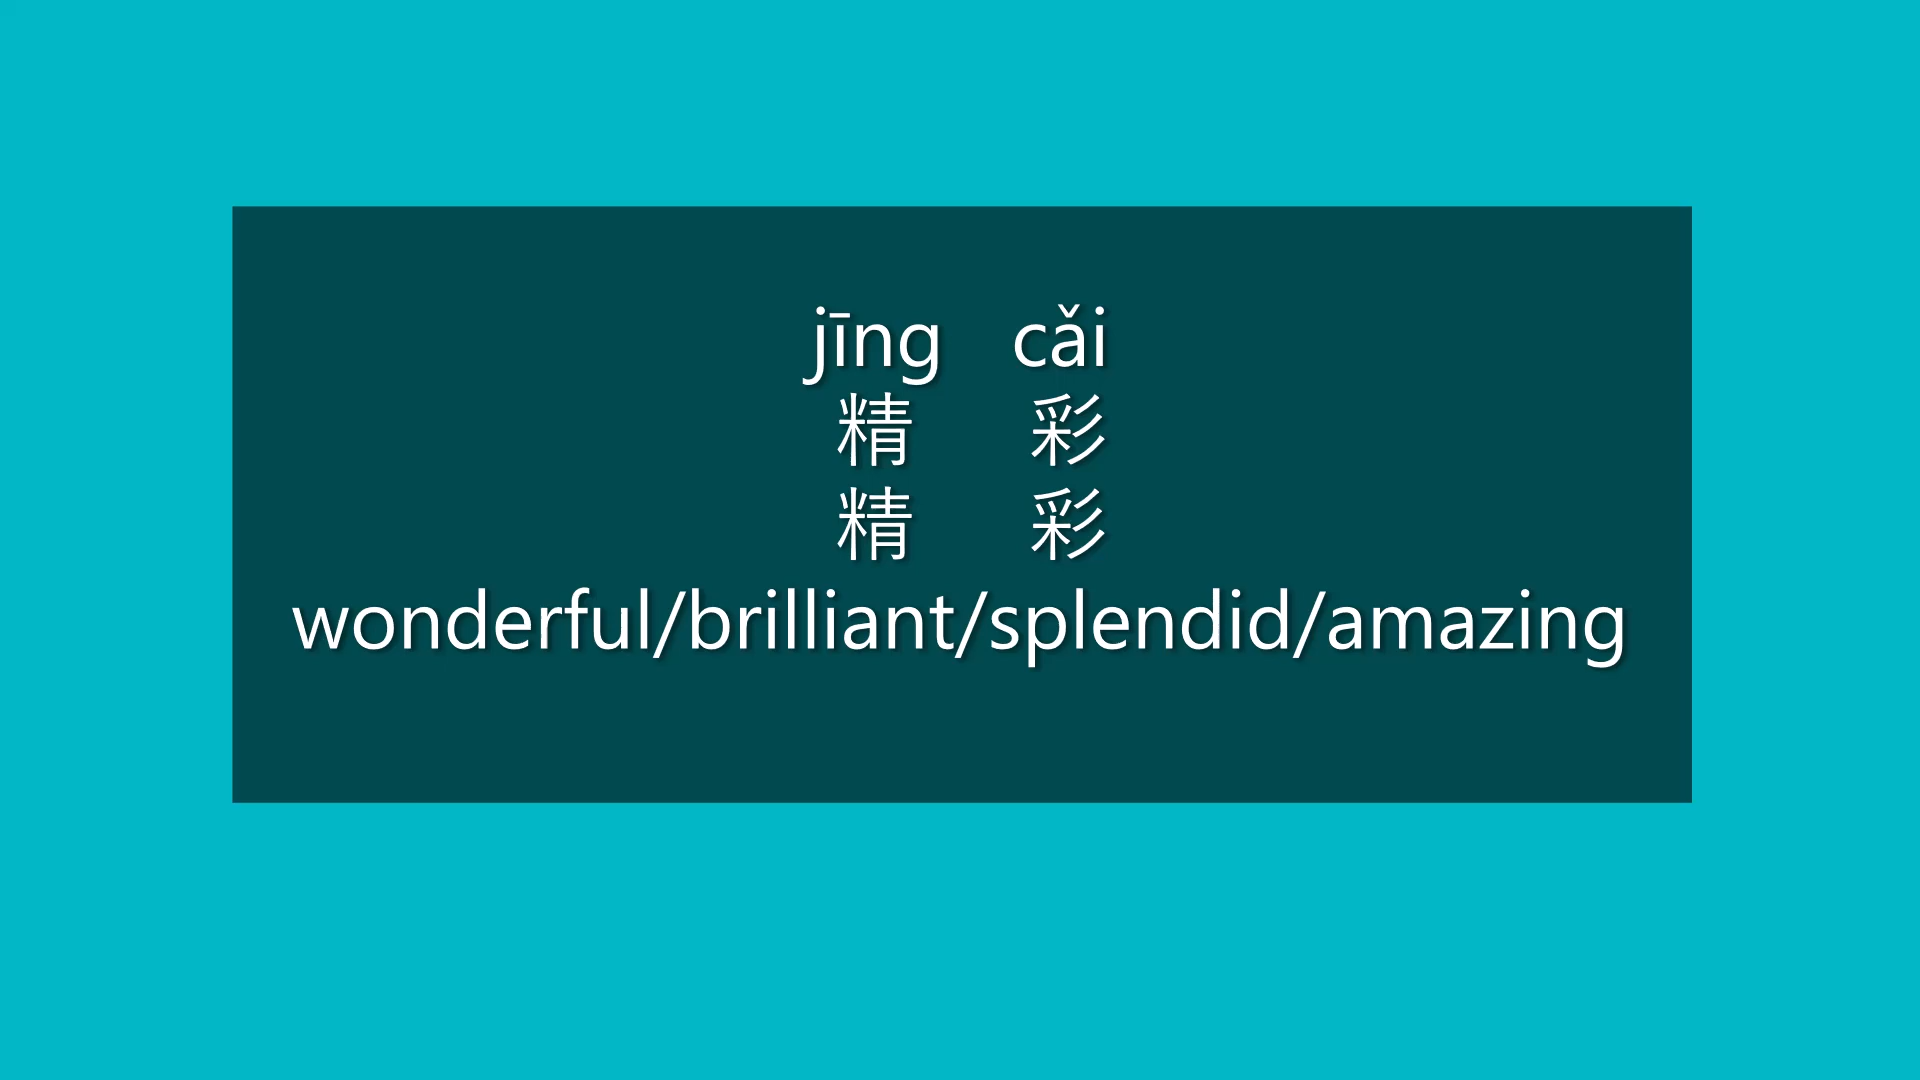 jīng cǎi
精 彩
精 彩
wonderful/brilliant/splendid/amazing